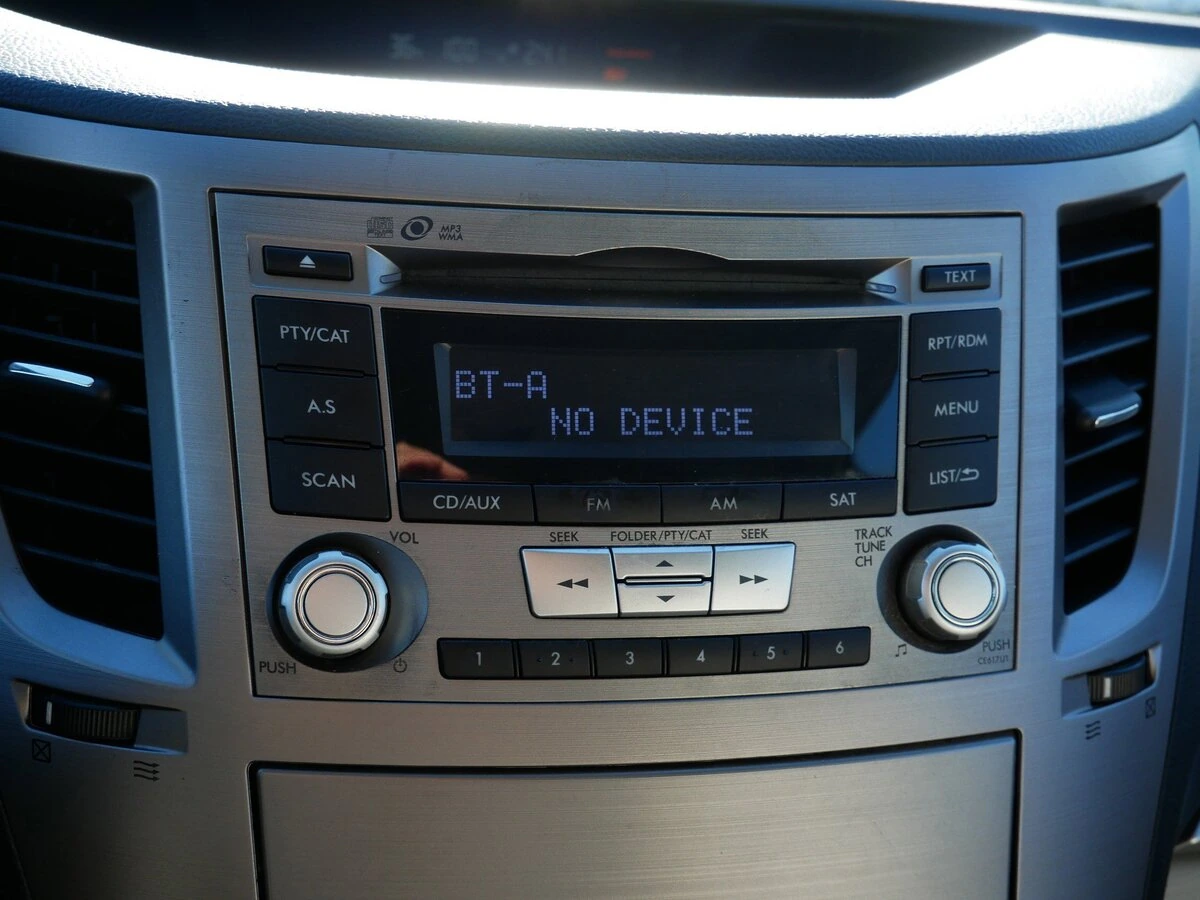 MP3
WMA
TEXT
PTY/CAT
A.S
SCAN
BT-A
NO DEVICE
RPT/RDM
MENU
LIST/
CD/AUX
FM
AM
SAT
VOL
SEEK
FOLDER/PTY/CAT
SEEK
TRACK
TUNE
CH
PUSH
1
2
3
4
5
6
PUSH
CE617U1